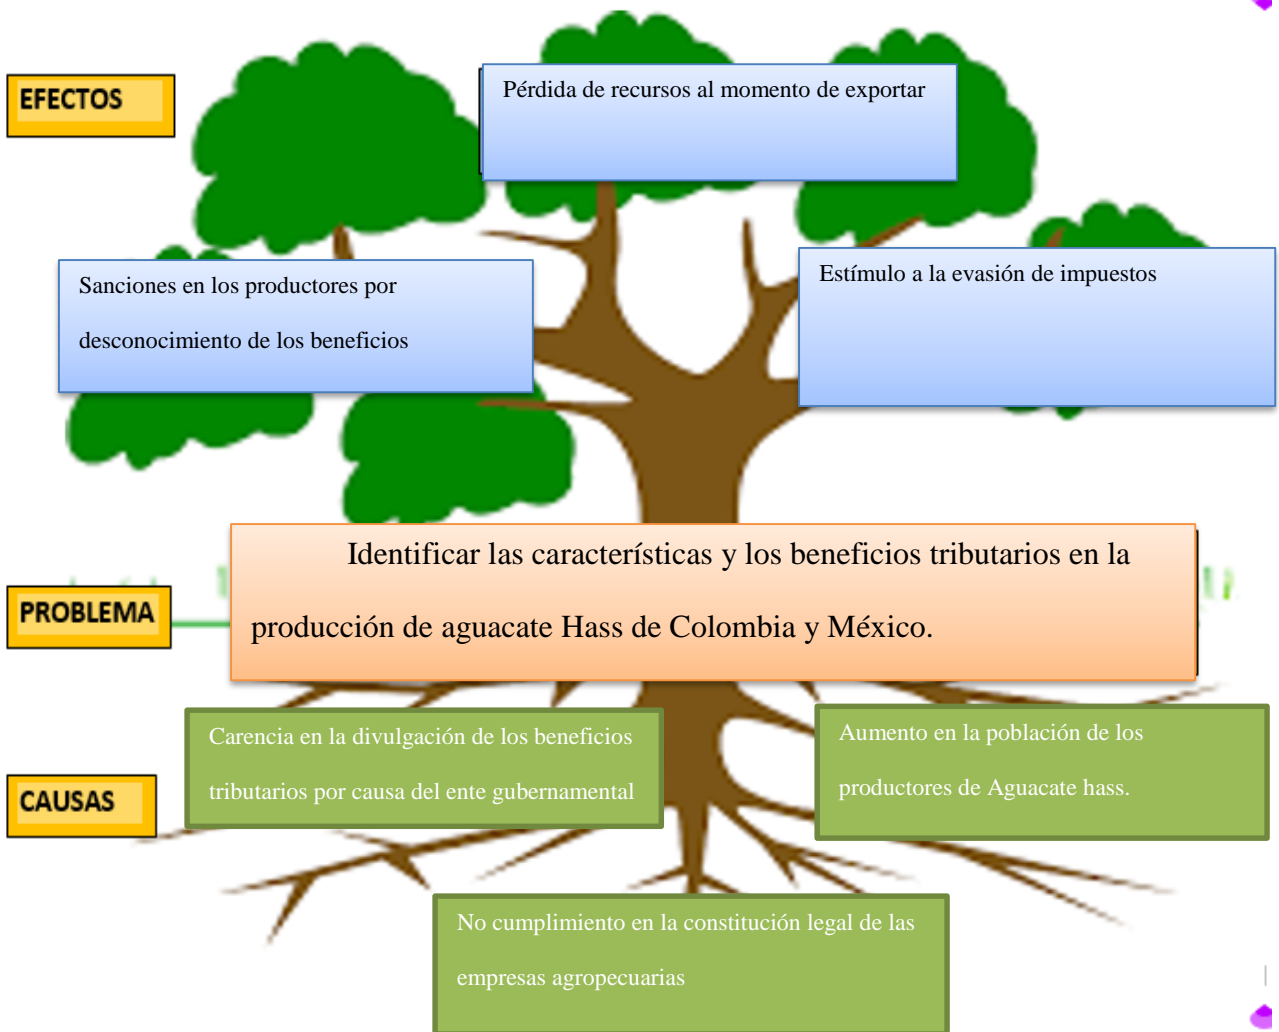 EFECTOS
Pérdida de recursos al momento de exportar
Sanciones en los productores por
desconocimiento de los beneficios
Estímulo a la evasión de impuestos
PROBLEMA
Identificar las características y los beneficios tributarios en la
producción de aguacate Hass de Colombia y México.
CAUSAS
Carencia en la divulgación de los beneficios
tributarios por causa del ente gubernamental
Aumento en la población de los
productores de Aguacate hass.
No cumplimiento en la constitución legal de las
empresas agropecuarias